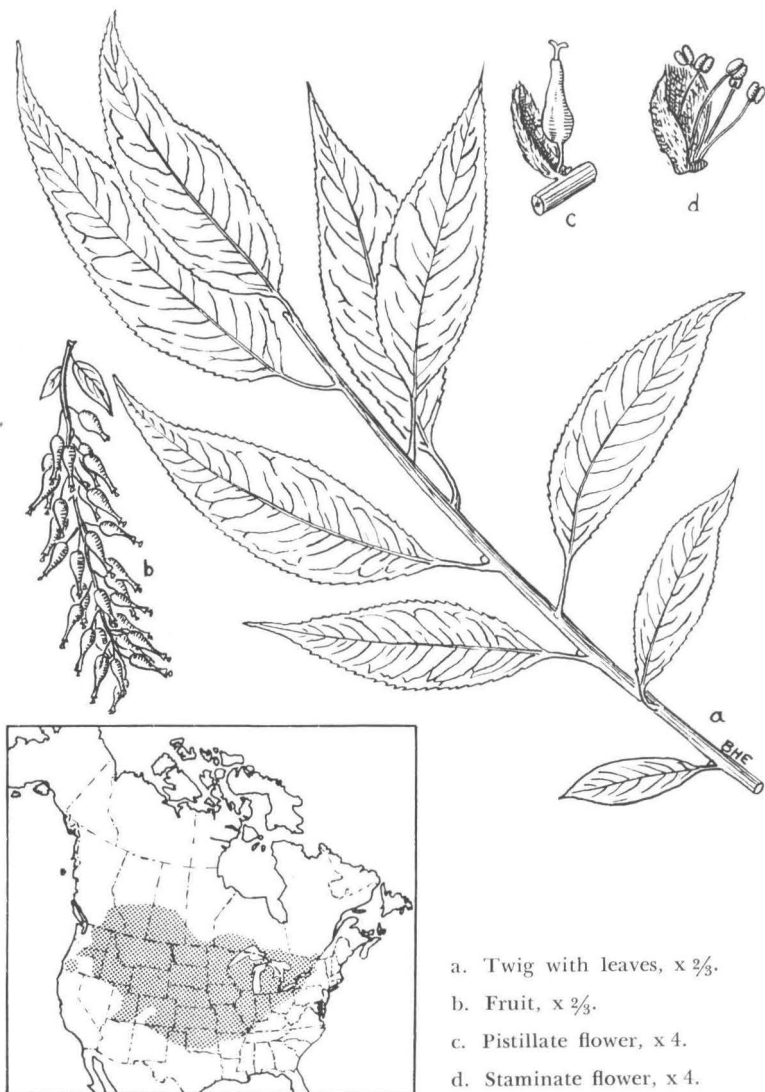 c
d
b
a
BHE
a. Twig with leaves, x ⅔.
b. Fruit, x ⅔.
c. Pistillate flower, x 4.
d. Staminate flower, x 4.